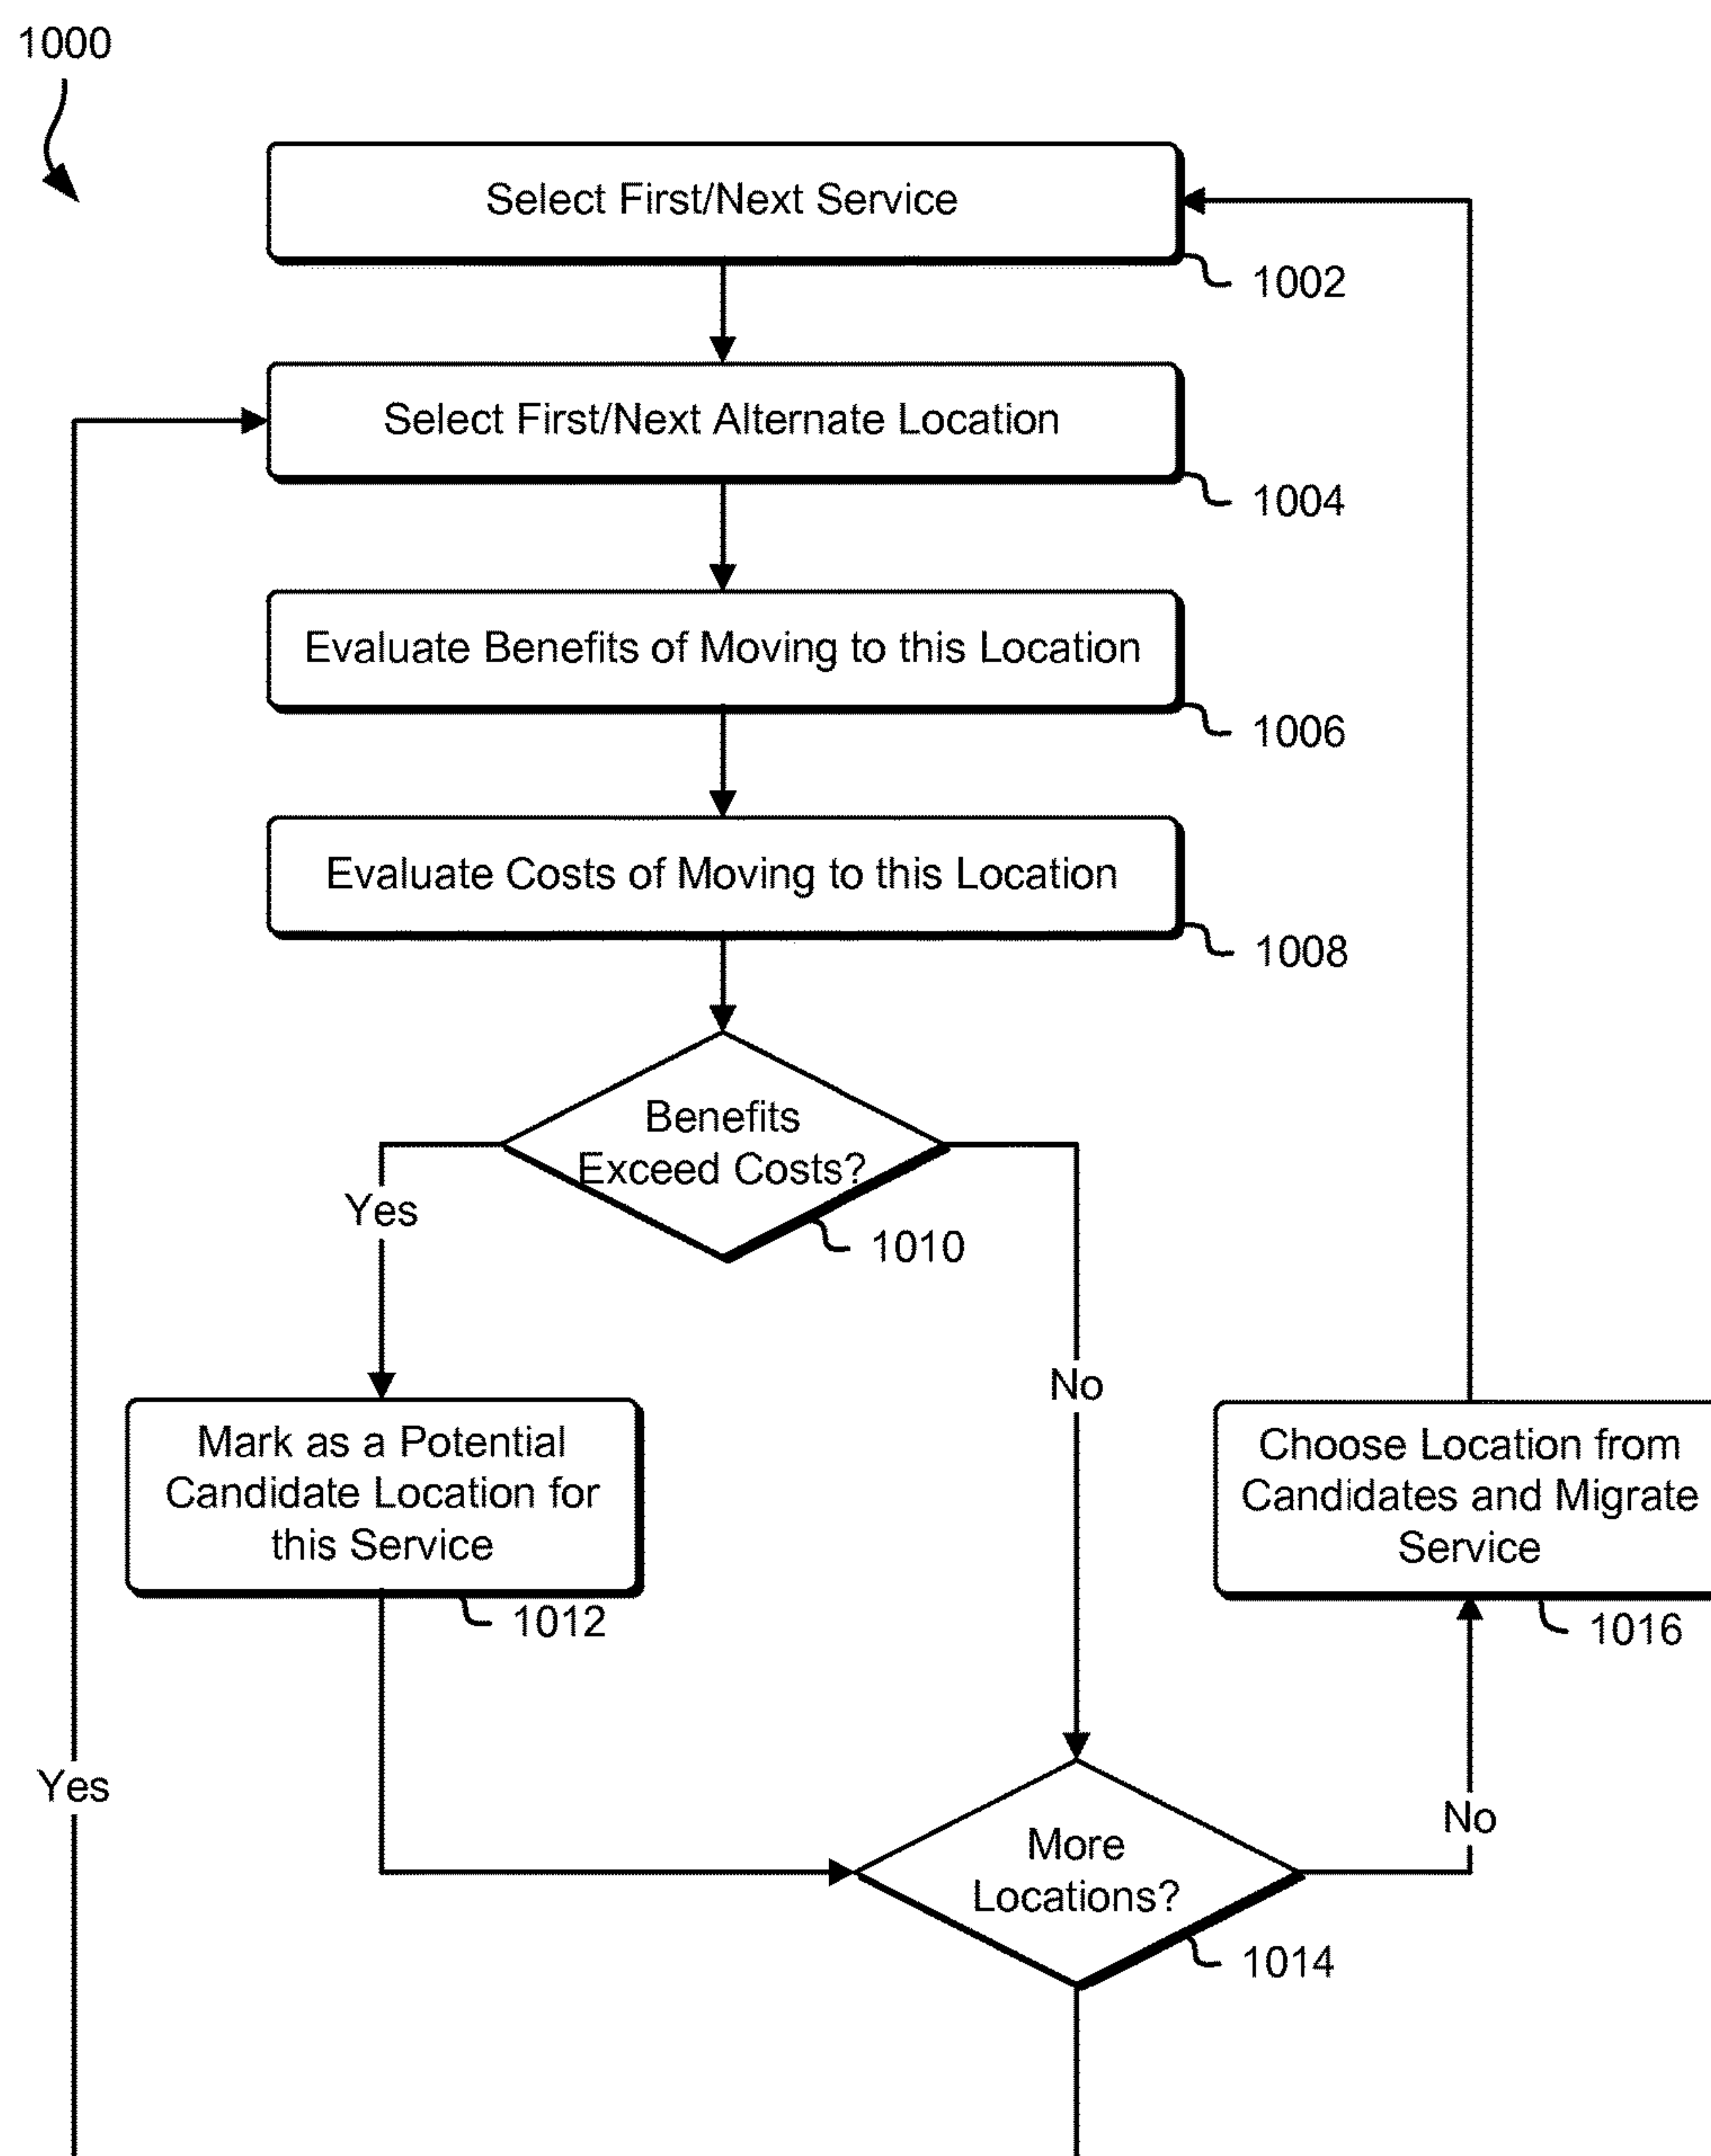 1000
Select First/Next Service
1002
Select First/Next Alternate Location
1004
Evaluate Benefits of Moving to this Location
1006
Evaluate Costs of Moving to this Location
1008
Benefits
Exceed Costs?
1010
Yes
No
Mark as a Potential
Candidate Location for
this Service
1012
Choose Location from
Candidates and Migrate
Service
1016
Yes
No
More
Locations?
1014